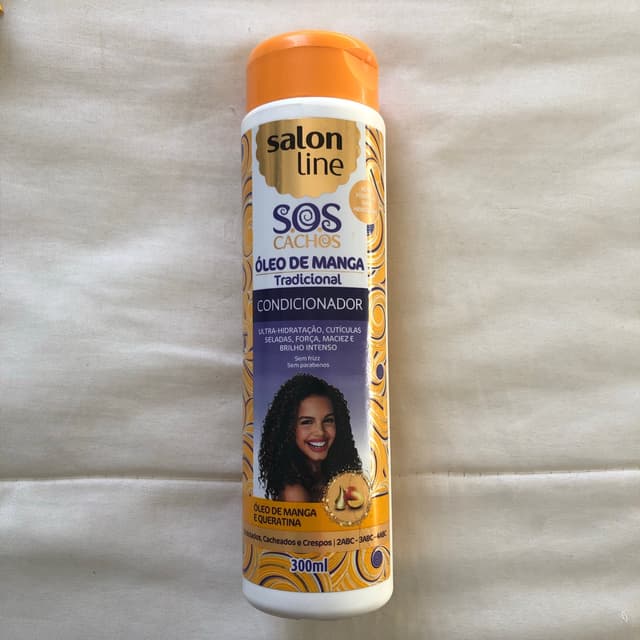 salon
line
SOS
CACHOS
ÓLEO DE MANGA
Tradicional
CONDICIONADOR
ULTRA-HIDRATAÇÃO, CUTÍCULAS
SELADAS, FORÇA, MACIEZ E
BRILHO INTENSO
Sem frizz
Sem parabenos
ÓLEO DE MANGA
E QUERATINA
Cacheados e Crespos | 2ABC - 3ABC - 4ABC
300ml